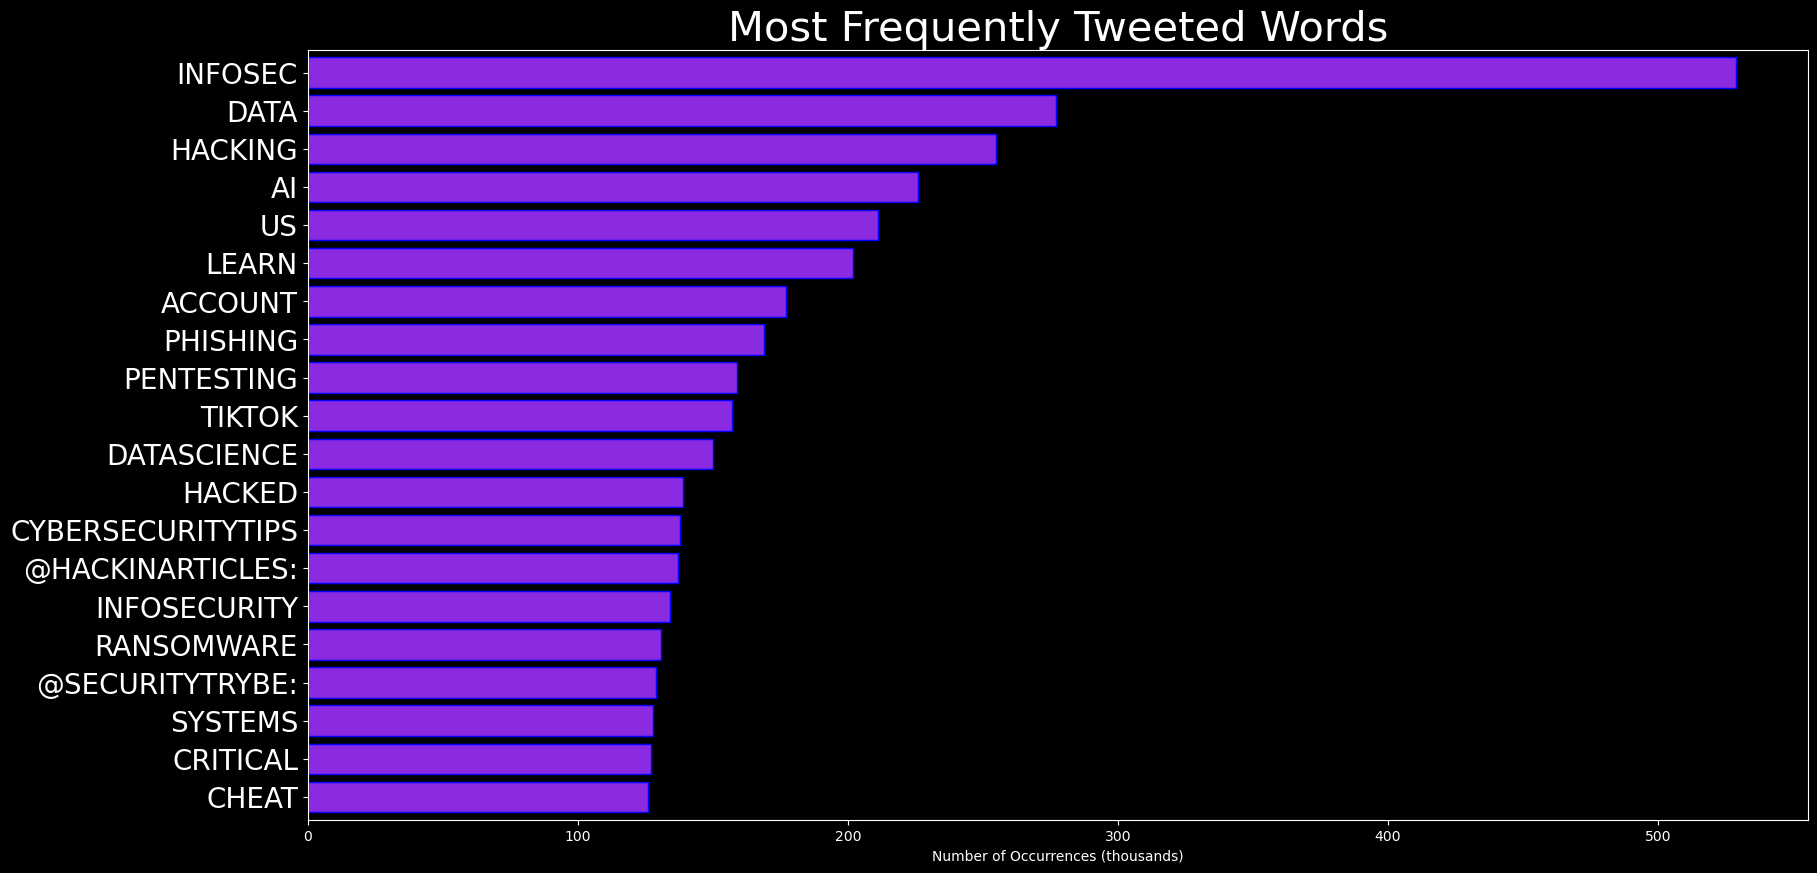 Most Frequently Tweeted Words
INFOSEC
DATA
HACKING
AI
US
LEARN
ACCOUNT
PHISHING
PENTESTING
TIKTOK
DATASCIENCE
HACKED
CYBERSECURITYTIPS
@HACKINARTICLES:
INFOSECURITY
RANSOMWARE
@SECURITYTRYBE:
SYSTEMS
CRITICAL
CHEAT
0 100 200 300 400 500
Number of Occurrences (thousands)